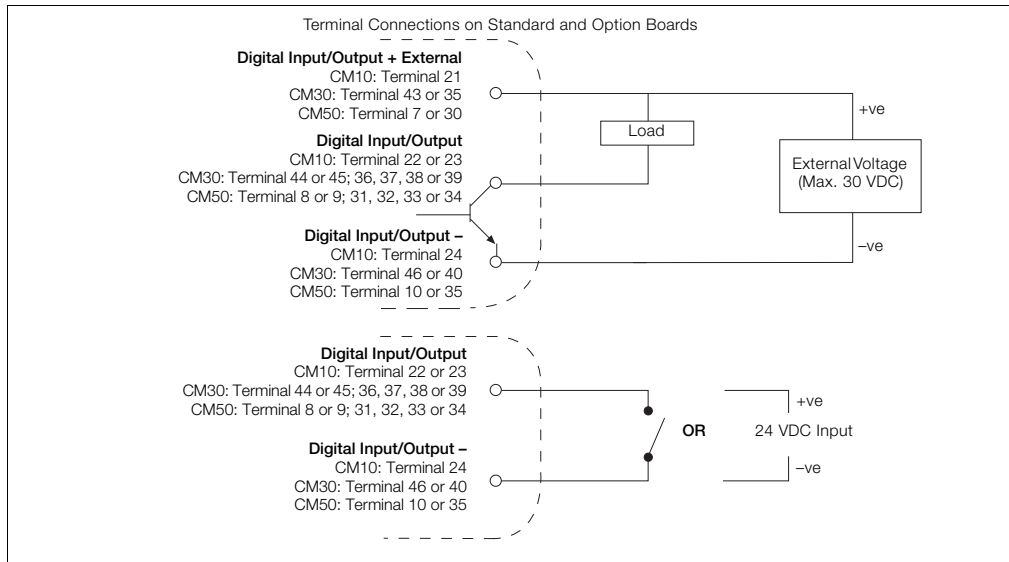 Terminal Connections on Standard and Option Boards
Digital Input/Output + External
CM10: Terminal 21
CM30: Terminal 43 or 35
CM50: Terminal 7 or 30
Digital Input/Output
CM10: Terminal 22 or 23
CM30: Terminal 44 or 45; 36, 37, 38 or 39
CM50: Terminal 8 or 9; 31, 32, 33 or 34
Digital Input/Output –
CM10: Terminal 24
CM30: Terminal 46 or 40
CM50: Terminal 10 or 35
Load
+ve
External Voltage
(Max. 30 VDC)
–ve
Digital Input/Output
CM10: Terminal 22 or 23
CM30: Terminal 44 or 45; 36, 37, 38 or 39
CM50: Terminal 8 or 9; 31, 32, 33 or 34
Digital Input/Output –
CM10: Terminal 24
CM30: Terminal 46 or 40
CM50: Terminal 10 or 35
OR
+ve
24 VDC Input
–ve